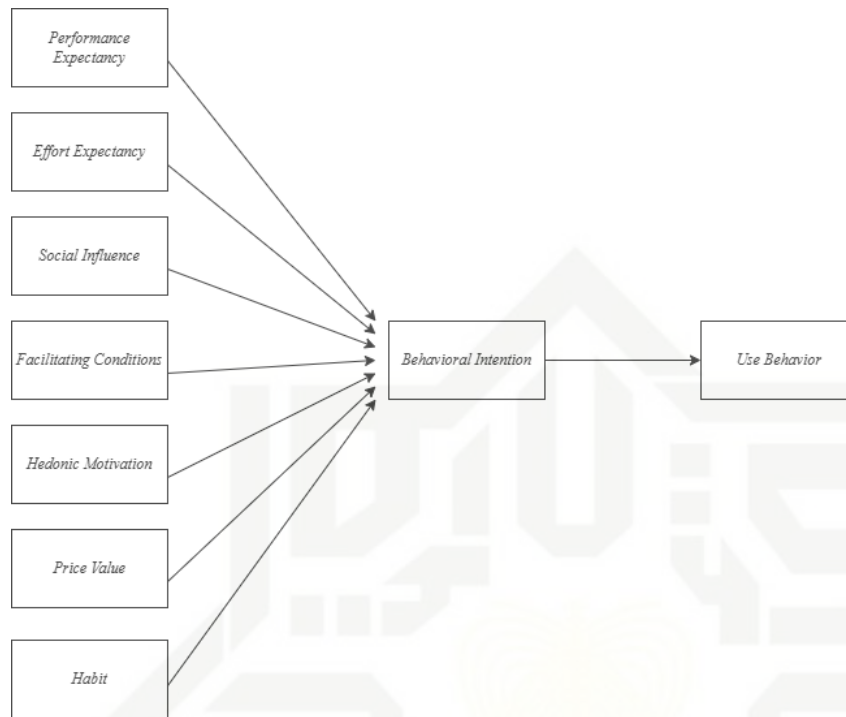 Performance
Expectancy
Effort Expectancy
Social Influence
Facilitating Conditions
Behavioral Intention
Use Behavior
Hedonic Motivation
Price Value
Habit